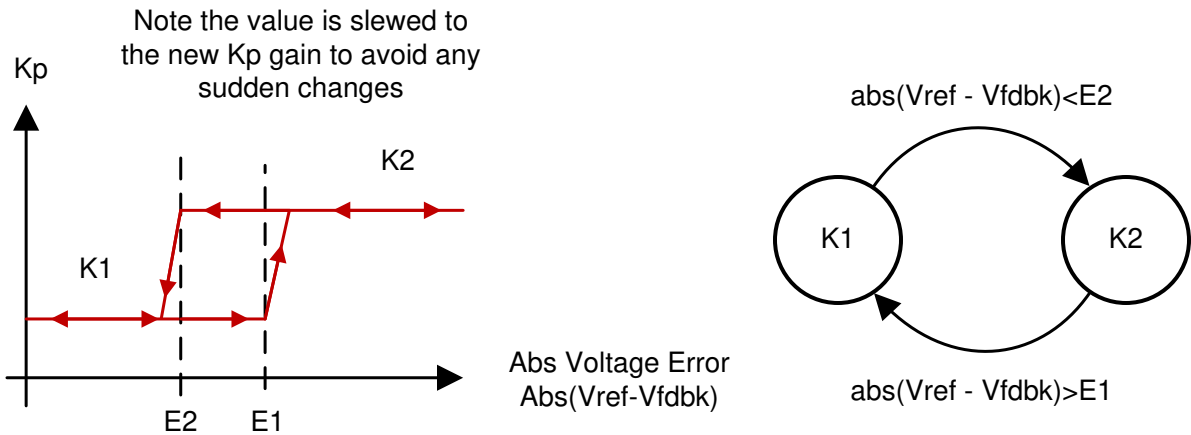 Note the value is slewed to
the new Kp gain to avoid any
sudden changes
Kp
K2
K1
E2
E1
Abs Voltage Error
Abs(Vref-Vfdbk)
abs(Vref - Vfdbk)<E2
K1
K2
abs(Vref - Vfdbk)>E1